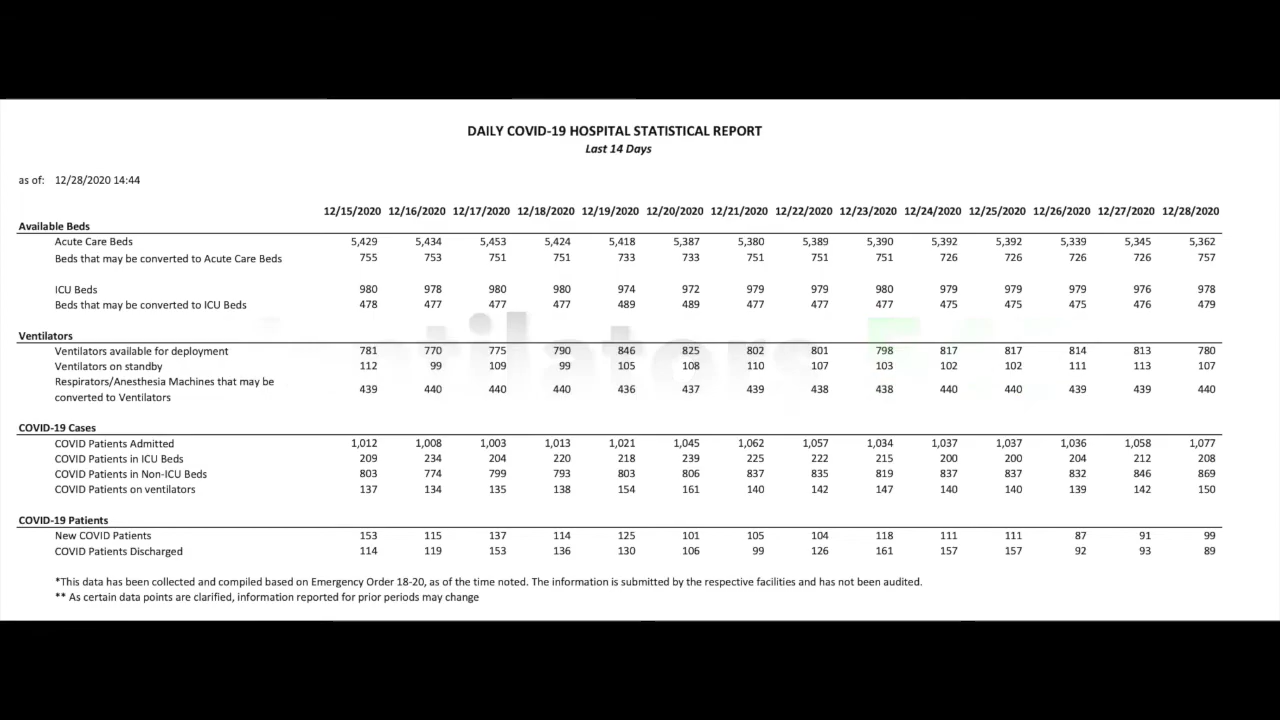 DAILY COVID-19 HOSPITAL STATISTICAL REPORT
Last 14 Days
as of: 12/28/2020 14:44
12/15/2020 12/16/2020 12/17/2020 12/18/2020 12/19/2020 12/20/2020 12/21/2020 12/22/2020 12/23/2020 12/24/2020 12/25/2020 12/26/2020 12/27/2020 12/28/2020
Available Beds
Acute Care Beds 5,429 5,434 5,453 5,424 5,418 5,387 5,380 5,389 5,390 5,392 5,392 5,339 5,345 5,362
Beds that may be converted to Acute Care Beds 755 753 751 751 733 733 751 751 751 726 726 726 726 757
ICU Beds 980 978 980 980 974 972 979 979 980 979 979 979 976 978
Beds that may be converted to ICU Beds 478 477 477 477 489 489 477 477 477 475 475 475 476 479
Ventilators
Ventilators available for deployment 781 770 775 790 846 825 802 801 798 817 817 814 813 780
Ventilators on standby 112 99 109 99 105 108 110 107 103 102 102 111 113 107
Respirators/Anesthesia Machines that may be
converted to Ventilators 439 440 440 440 436 437 439 438 438 440 440 439 439 440
COVID-19 Cases
COVID Patients Admitted 1,012 1,008 1,003 1,013 1,021 1,045 1,062 1,057 1,034 1,037 1,037 1,036 1,058 1,077
COVID Patients in ICU Beds 209 234 204 220 218 239 225 222 215 200 200 204 212 208
COVID Patients in Non-ICU Beds 803 774 799 793 803 806 837 835 819 837 837 832 846 869
COVID Patients on ventilators 137 134 135 138 154 161 140 142 147 140 140 139 142 150
COVID-19 Patients
New COVID Patients 153 115 137 114 125 101 105 104 118 111 111 87 91 99
COVID Patients Discharged 114 119 153 136 130 106 99 126 161 157 157 92 93 89
*This data has been collected and compiled based on Emergency Order 18-20, as of the time noted. The information is submitted by the respective facilities and has not been audited.
** As certain data points are clarified, information reported for prior periods may change